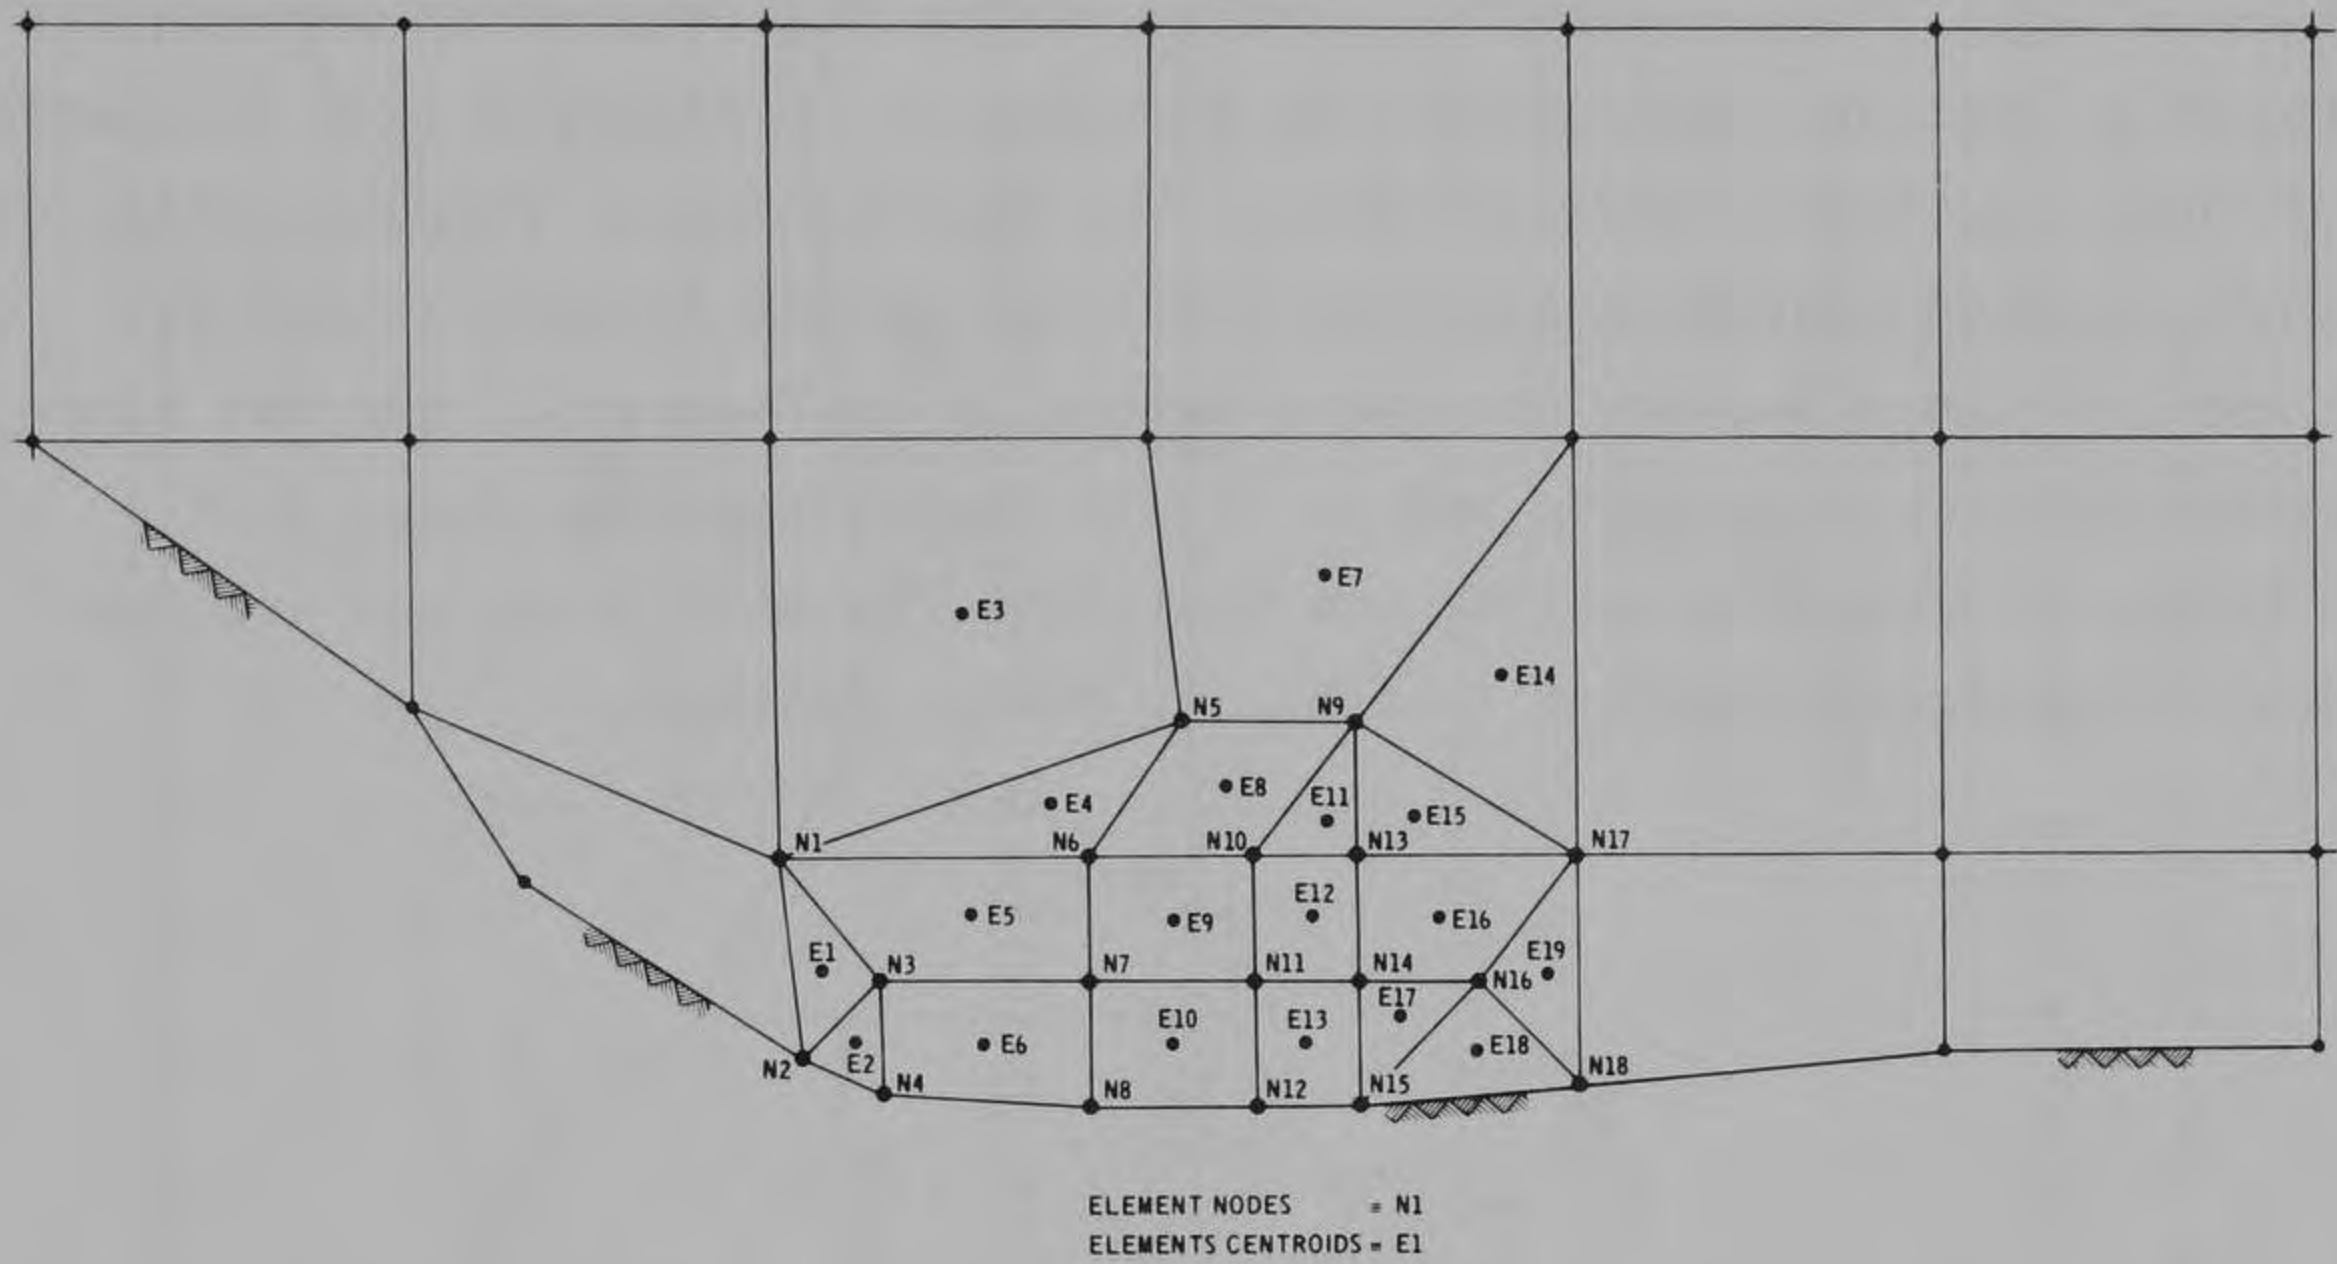 E7
E3
E14
N5 N9
E4 E8 E11 E15
N1 N6 N10 N13 N17
E5 E9 E12 E16
E1 N3 N7 N11 N14 N16 E19
E17
E2 E6 E10 E13 E18
N2 N4 N8 N12 N15 N18
ELEMENT NODES = N1
ELEMENTS CENTROIDS = E1